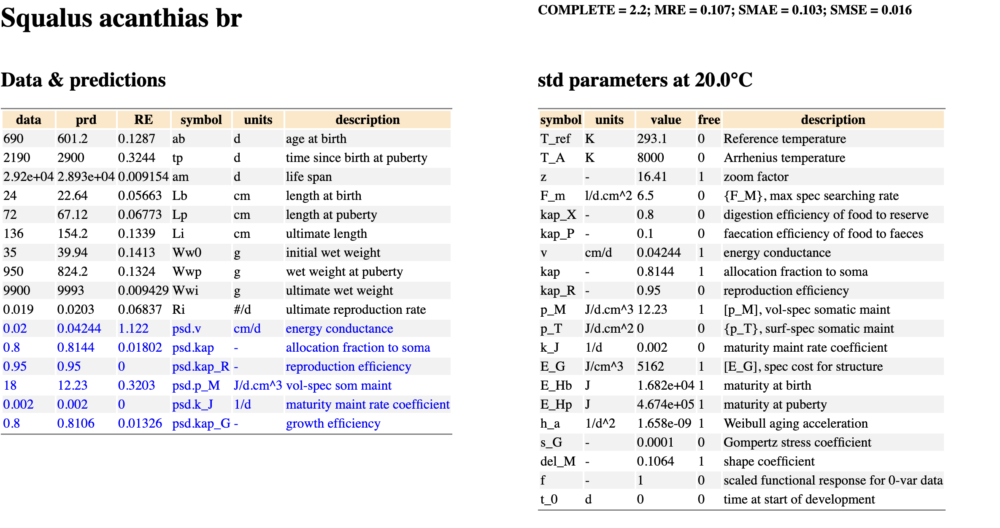 Squalus acanthias br
COMPLETE = 2.2; MRE = 0.107; SMAE = 0.103; SMSE = 0.016
Data & predictions
data prd RE symbol units description
690 601.2 0.1287 ab d age at birth
2190 2900 0.3244 tp d time since birth at puberty
2.92e+04 2.893e+04 0.009154 am d life span
24 22.64 0.05663 Lb cm length at birth
72 67.12 0.06773 Lp cm length at puberty
136 154.2 0.1339 Li cm ultimate length
35 39.94 0.1413 Ww0 g initial wet weight
950 824.2 0.1324 Wwp g wet weight at puberty
9900 9993 0.009429 Wwi g ultimate wet weight
0.019 0.0203 0.06837 Ri #/d ultimate reproduction rate
0.02 0.04244 1.122 psd.v cm/d energy conductance
0.8 0.8144 0.01802 psd.kap - allocation fraction to soma
0.95 0.95 0 psd.kap_R - reproduction efficiency
18 12.23 0.3203 psd.p_M J/d.cm^3 vol-spec som maint
0.002 0.002 0 psd.k_J 1/d maturity maint rate coefficient
0.8 0.8106 0.01326 psd.kap_G - growth efficiency
std parameters at 20.0°C
symbol units value free description
T_ref K 293.1 0 Reference temperature
T_A K 8000 0 Arrhenius temperature
z - 16.41 1 zoom factor
F_m l/d.cm^2 6.5 0 {F_M}, max spec searching rate
kap_X - 0.8 0 digestion efficiency of food to reserve
kap_P - 0.1 0 faecation efficiency of food to faeces
v cm/d 0.04244 1 energy conductance
kap - 0.8144 1 allocation fraction to soma
kap_R - 0.95 0 reproduction efficiency
p_M J/d.cm^3 12.23 1 [p_M], vol-spec somatic maint
p_T J/d.cm^2 0 0 {p_T}, surf-spec somatic maint
k_J 1/d 0.002 0 maturity maint rate coefficient
E_G J/cm^3 5162 1 [E_G], spec cost for structure
E_Hb J 1.682e+04 1 maturity at birth
E_Hp J 4.674e+05 1 maturity at puberty
h_a 1/d^2 1.658e-09 1 Weibull aging acceleration
s_G - 0.0001 0 Gompertz stress coefficient
del_M - 0.1064 1 shape coefficient
f - 1 0 scaled functional response for 0-var data
t_0 d 0 0 time at start of development